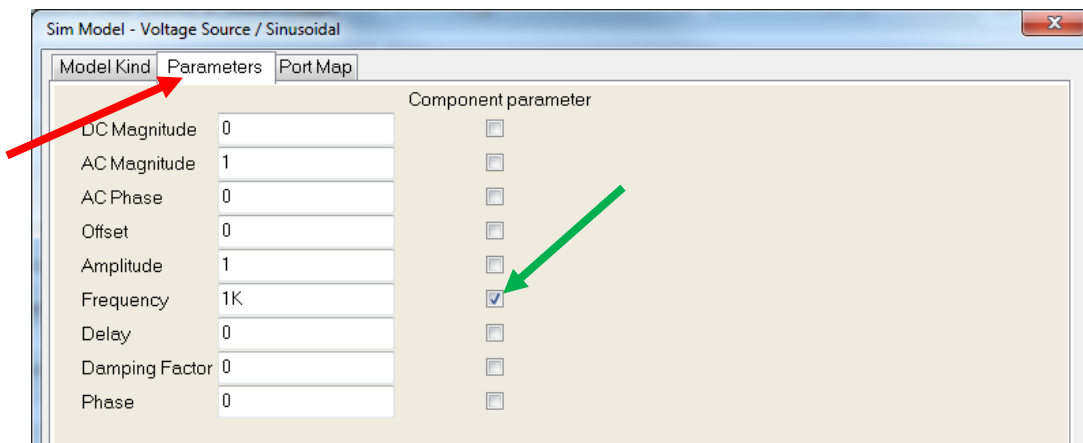 Sim Model - Voltage Source / Sinusoidal
Model Kind Parameters Port Map
Component parameter
DC Magnitude 0
AC Magnitude 1
AC Phase 0
Offset 0
Amplitude 1
Frequency 1K
Delay 0
Damping Factor 0
Phase 0